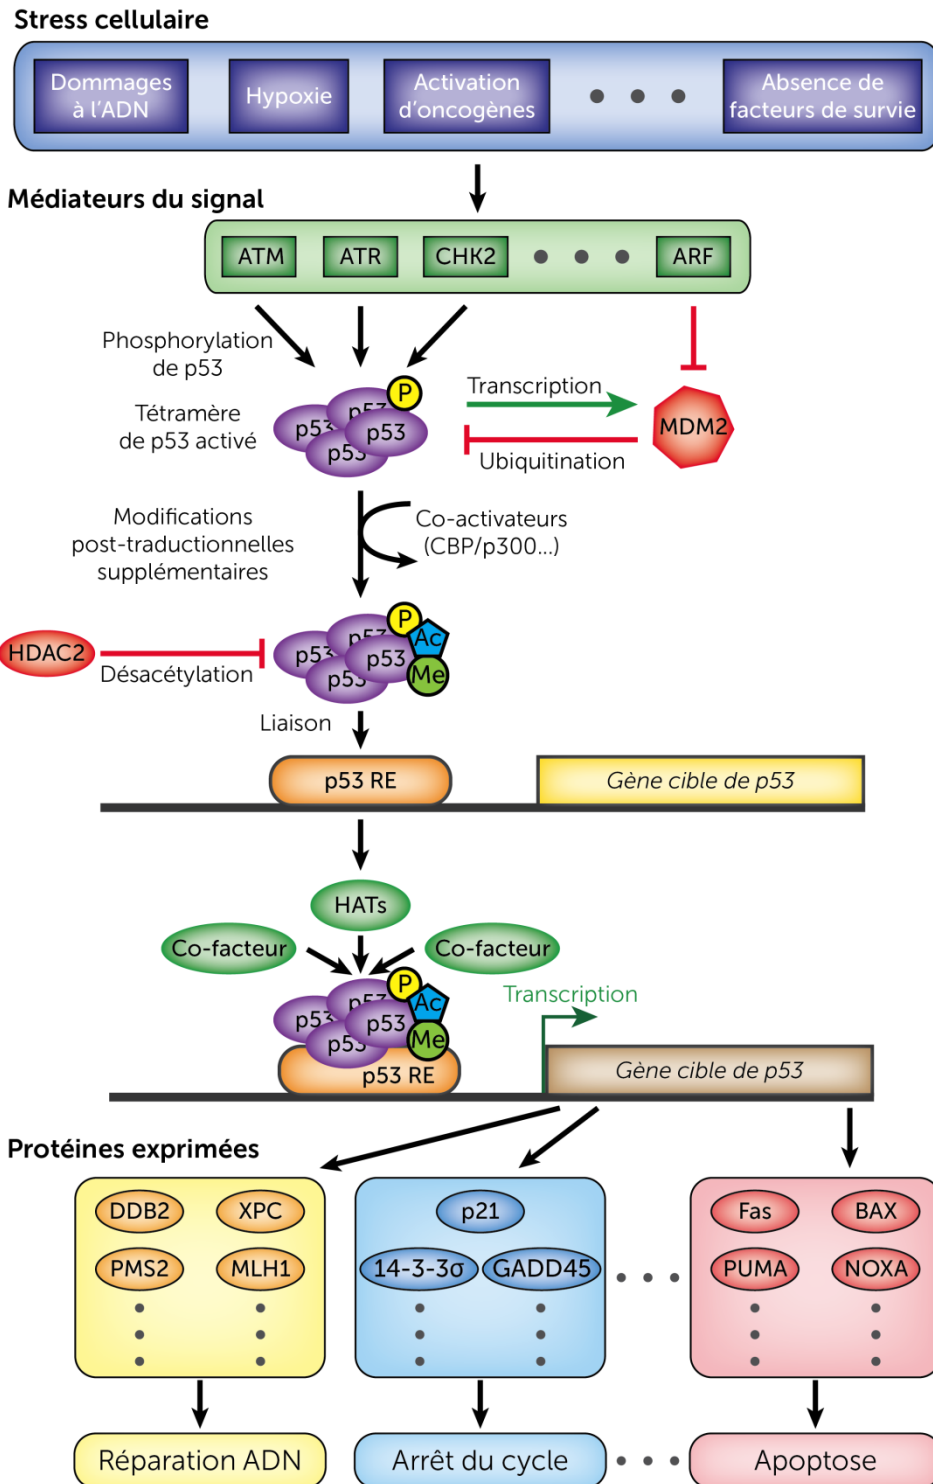 Stress cellulaire
Dommages
à l'ADN
Hypoxie
Activation
d'oncogènes
Absence de
facteurs de survie
Médiateurs du signal
ATM
ATR
CHK2
ARF
Phosphorylation
de p53
Tétramère
de p53 activé
P
p53
p53
p53
p53
Transcription
Ubiquitination
MDM2
Modifications
post-traductionnelles
supplémentaires
Co-activateurs
(CBP/p300...)
HDAC2
Désacétylation
P
Ac
Me
p53
p53
p53
p53
Liaison
p53 RE
Gène cible de p53
HATs
Co-facteur
Co-facteur
P
Ac
Me
p53
p53
p53
p53
p53 RE
Transcription
Gène cible de p53
Protéines exprimées
DDB2
XPC
PMS2
MLH1
p21
14-3-3σ
GADD45
Fas
BAX
PUMA
NOXA
Réparation ADN
Arrêt du cycle
Apoptose